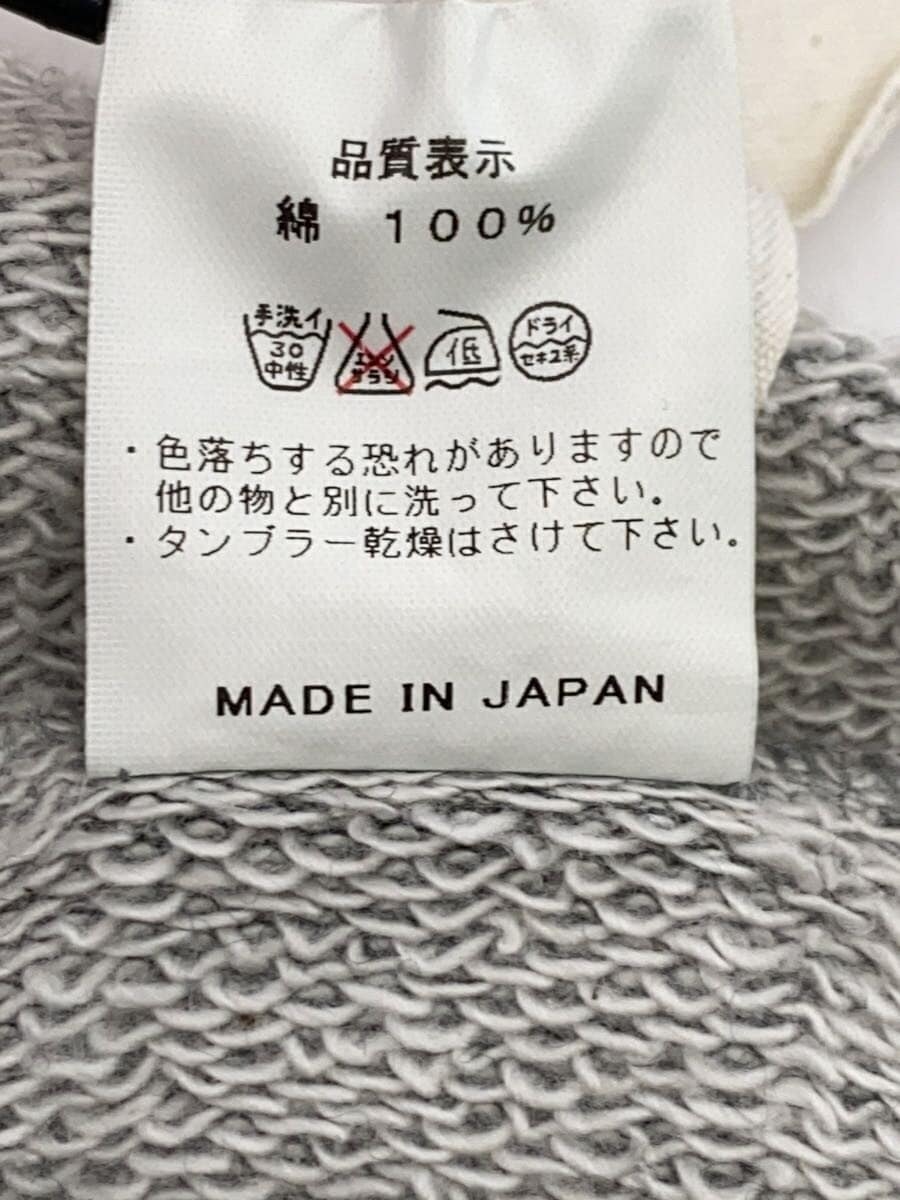 品質表示
綿 100%
手洗イ
30
中性
エンソ
サラシ
低
ドライ
セキユ系
・色落ちする恐れがありますので
他の物と別に洗って下さい。
・タンブラー乾燥はさけて下さい。
MADE IN JAPAN